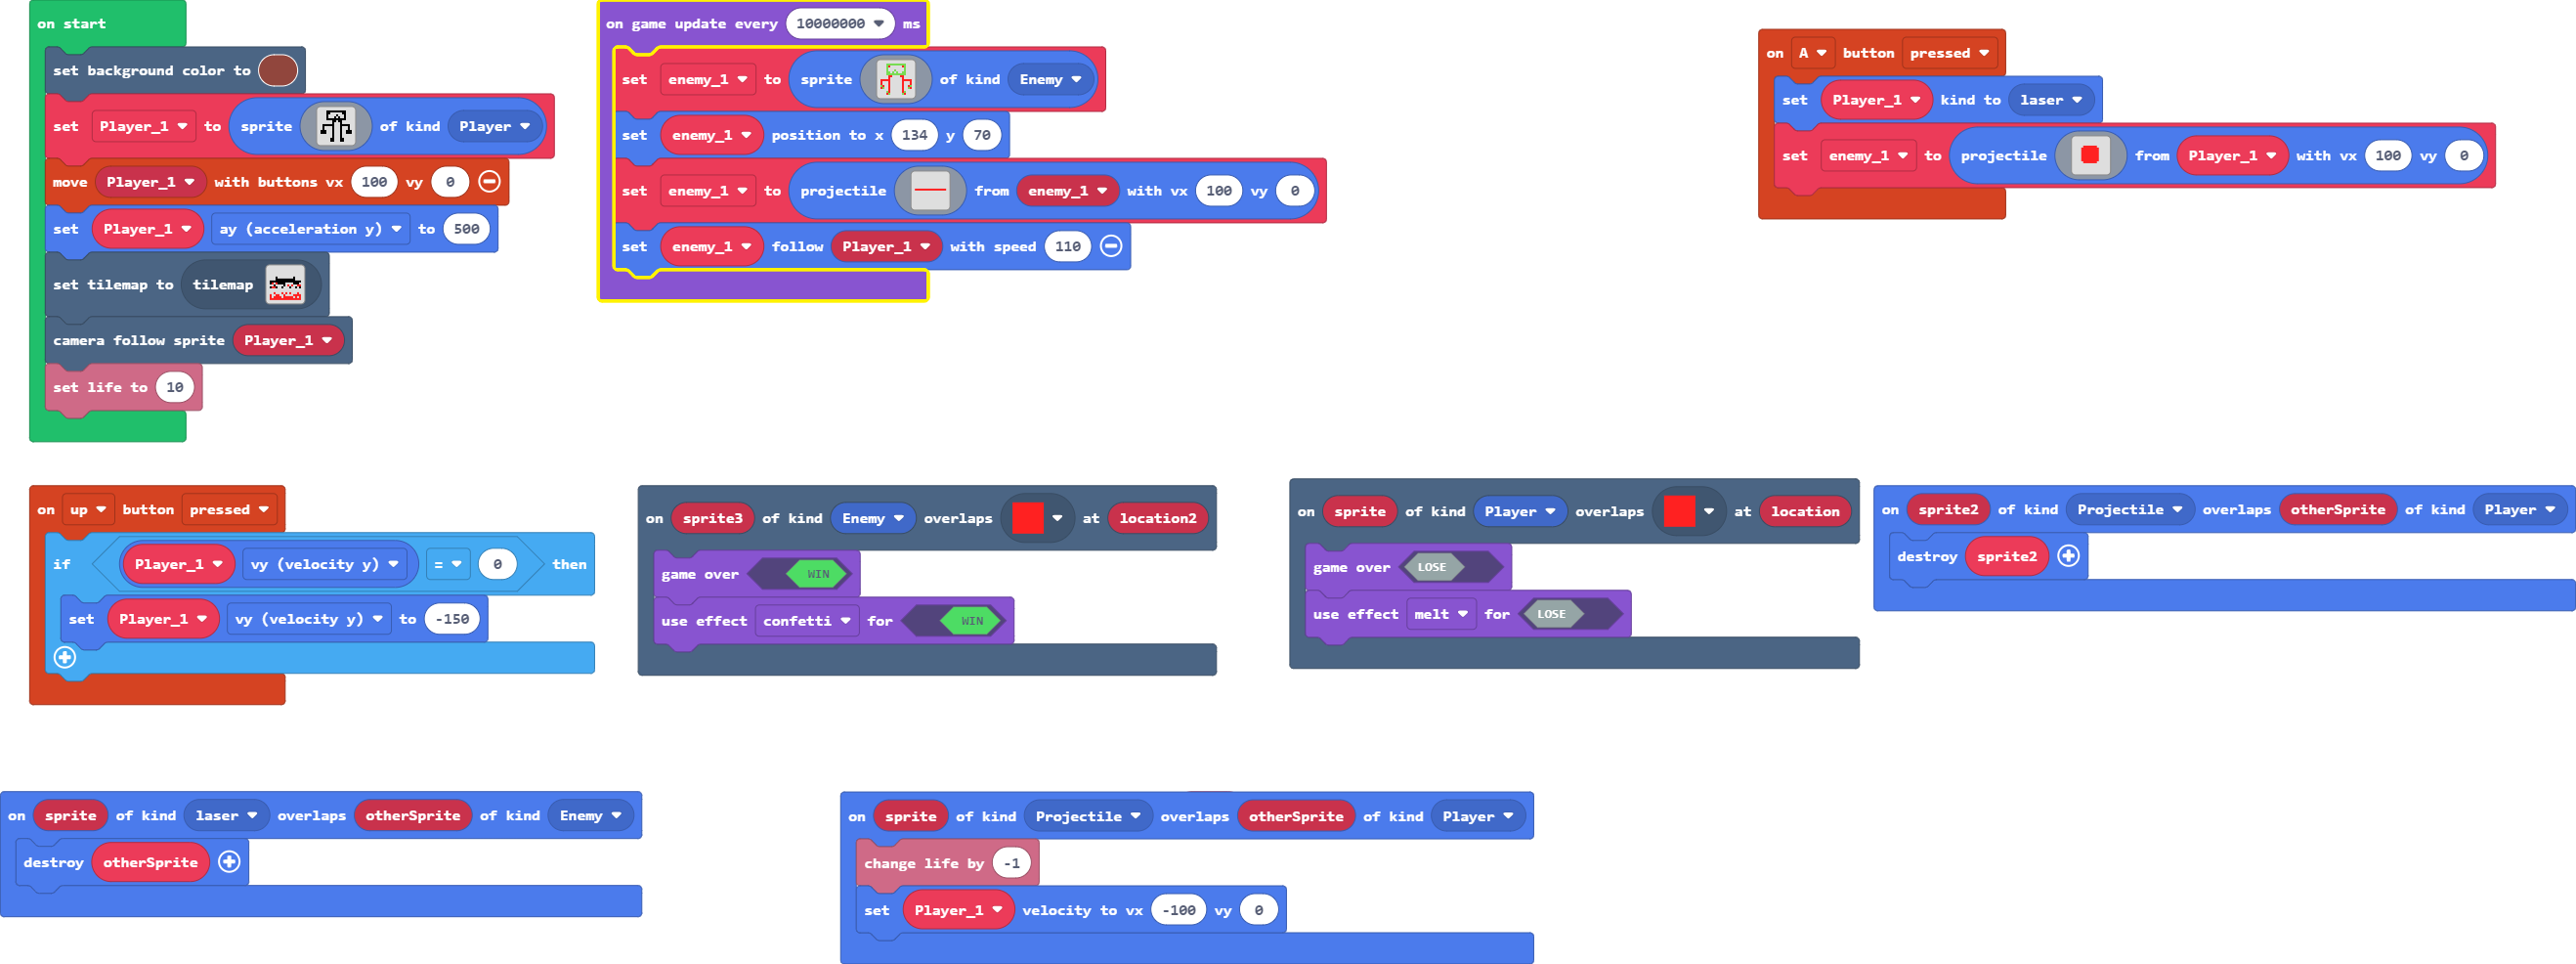 on start
set background color to
set Player_1 to sprite of kind Player
move Player_1 with buttons vx 100 vy 0
set Player_1 ay (acceleration y) to 500
set tilemap to tilemap
camera follow sprite Player_1
set life to 10
on game update every 10000000 ms
set enemy_1 to sprite of kind Enemy
set enemy_1 position to x 134 y 70
set enemy_1 to projectile from enemy_1 with vx 100 vy 0
set enemy_1 follow Player_1 with speed 110
on A button pressed
set Player_1 kind to laser
set enemy_1 to projectile from Player_1 with vx 100 vy 0
on up button pressed
if Player_1 vy (velocity y) = 0 then
set Player_1 vy (velocity y) to -150
on sprite3 of kind Enemy overlaps at location2
game over WIN
use effect confetti for WIN
on sprite of kind Player overlaps at location
game over LOSE
use effect melt for LOSE
on sprite2 of kind Projectile overlaps otherSprite of kind Player
destroy sprite2
on sprite of kind laser overlaps otherSprite of kind Enemy
destroy otherSprite
on sprite of kind Projectile overlaps otherSprite of kind Player
change life by -1
set Player_1 velocity to vx -100 vy 0